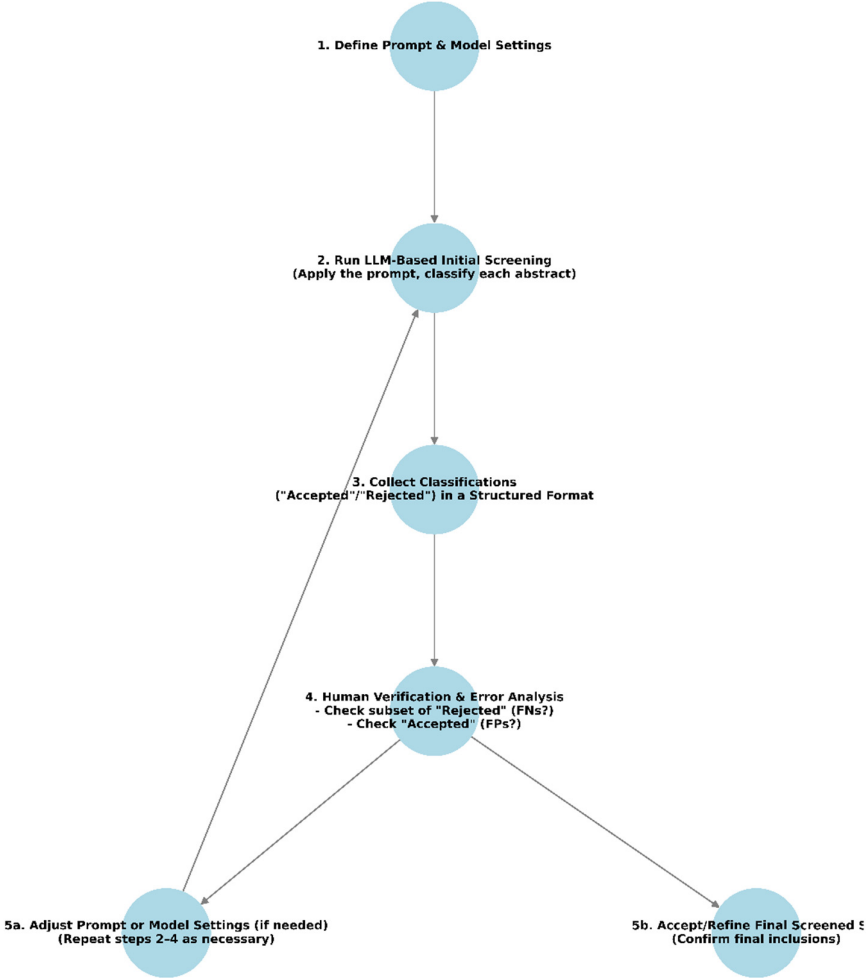 1. Define Prompt & Model Settings
2. Run LLM-Based Initial Screening
(Apply the prompt, classify each abstract)
3. Collect Classifications
("Accepted"/"Rejected") in a Structured Format
4. Human Verification & Error Analysis
- Check subset of "Rejected" (FNs?)
- Check "Accepted" (FPs?)
5a. Adjust Prompt or Model Settings (if needed)
(Repeat steps 2–4 as necessary)
5b. Accept/Refine Final Screened
(Confirm final inclusions)